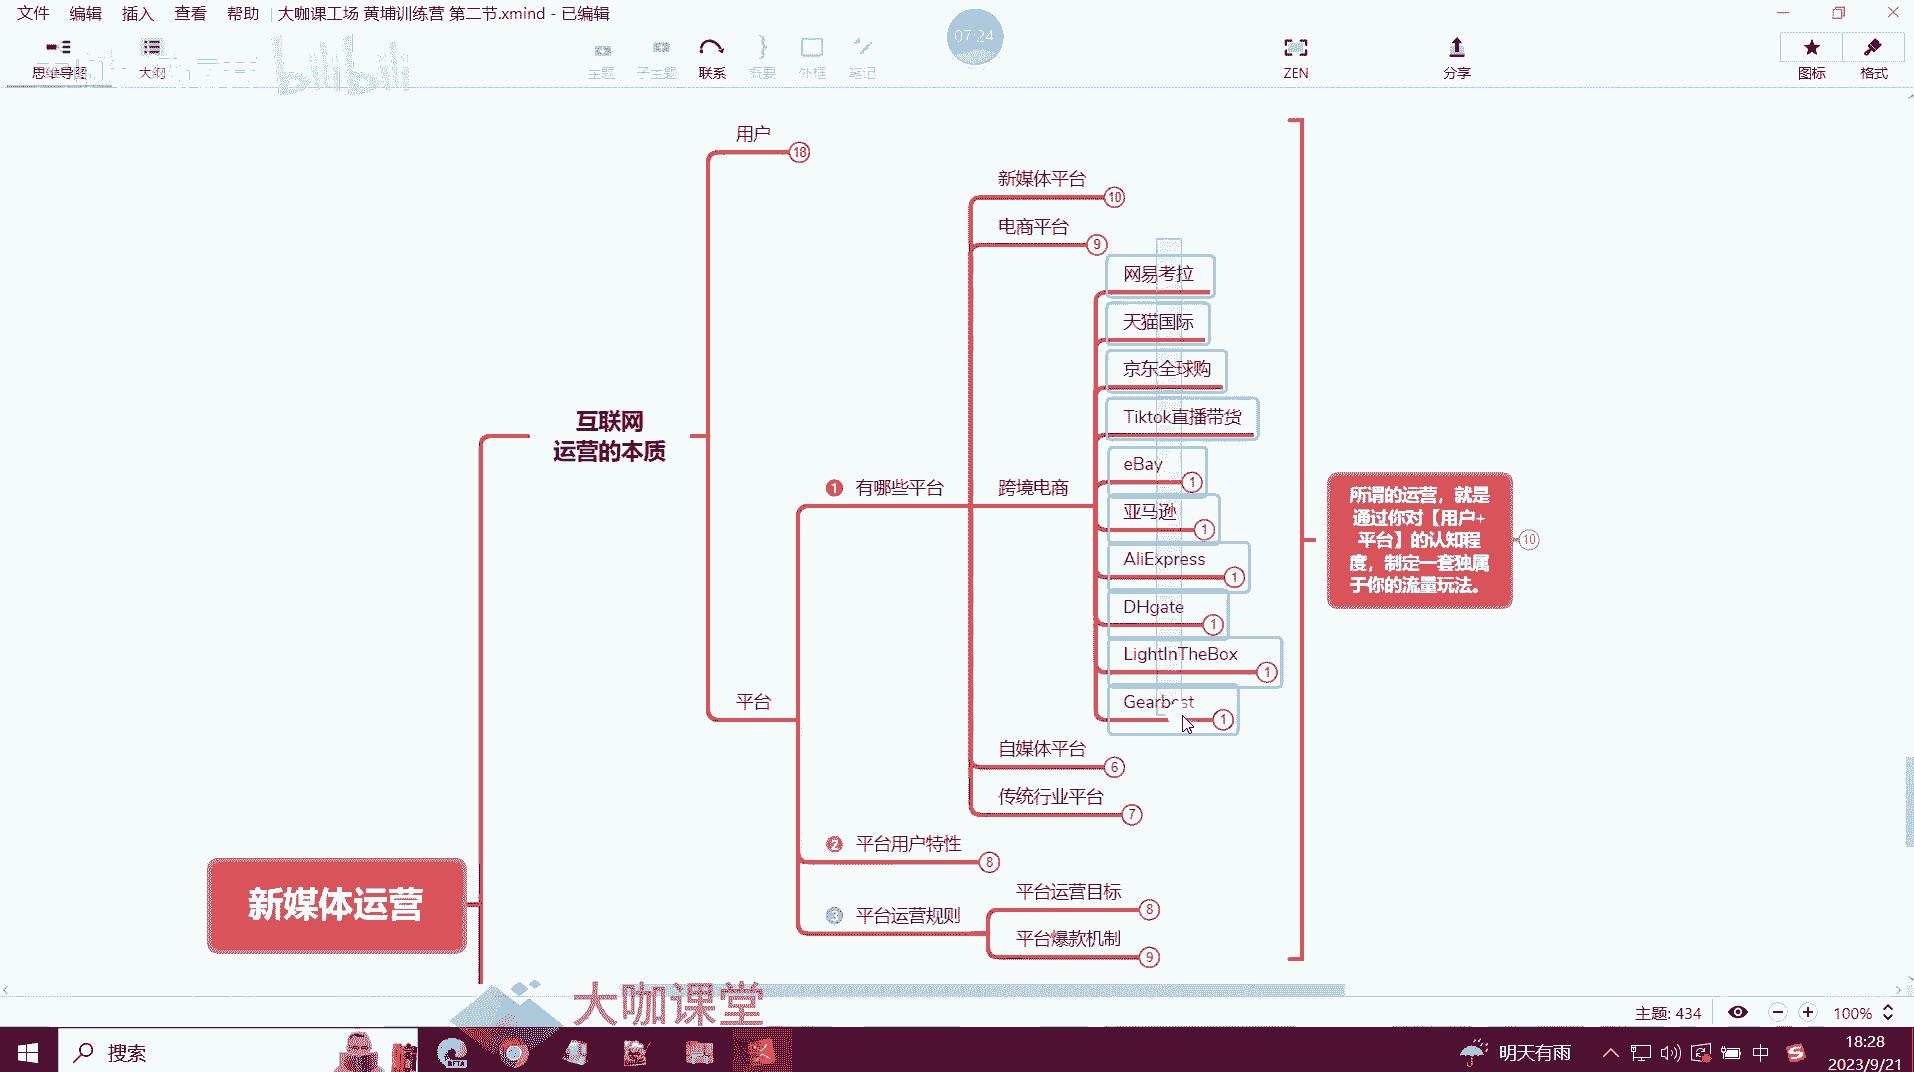 文件 编辑 插入 查看 帮助 大咖课工场 黄埔训练营 第二节.xmind - 已编辑
思维导图 大纲 主题 子主题 联系 概要 外框 笔记 07:24 ZEN 分享 图标 格式
bilibili
用户 18
新媒体平台 10
电商平台 9
网易考拉
天猫国际
京东全球购
Tiktok直播带货
互联网
运营的本质
eBay 1
1 有哪些平台
跨境电商
亚马逊 1
AliExpress 1
DHgate 1
LightInTheBox 1
Gearbest 1
所谓的运营，就是
通过你对【用户+
平台】的认知程
度，制定一套独属
于你的流量玩法。
10
平台
自媒体平台 6
传统行业平台 7
2 平台用户特性 8
3 平台运营规则
平台运营目标 8
平台爆款机制 9
新媒体运营
大咖课堂
主题: 434 100%
搜索
BETA
明天有雨
中
18:28
2023/9/21